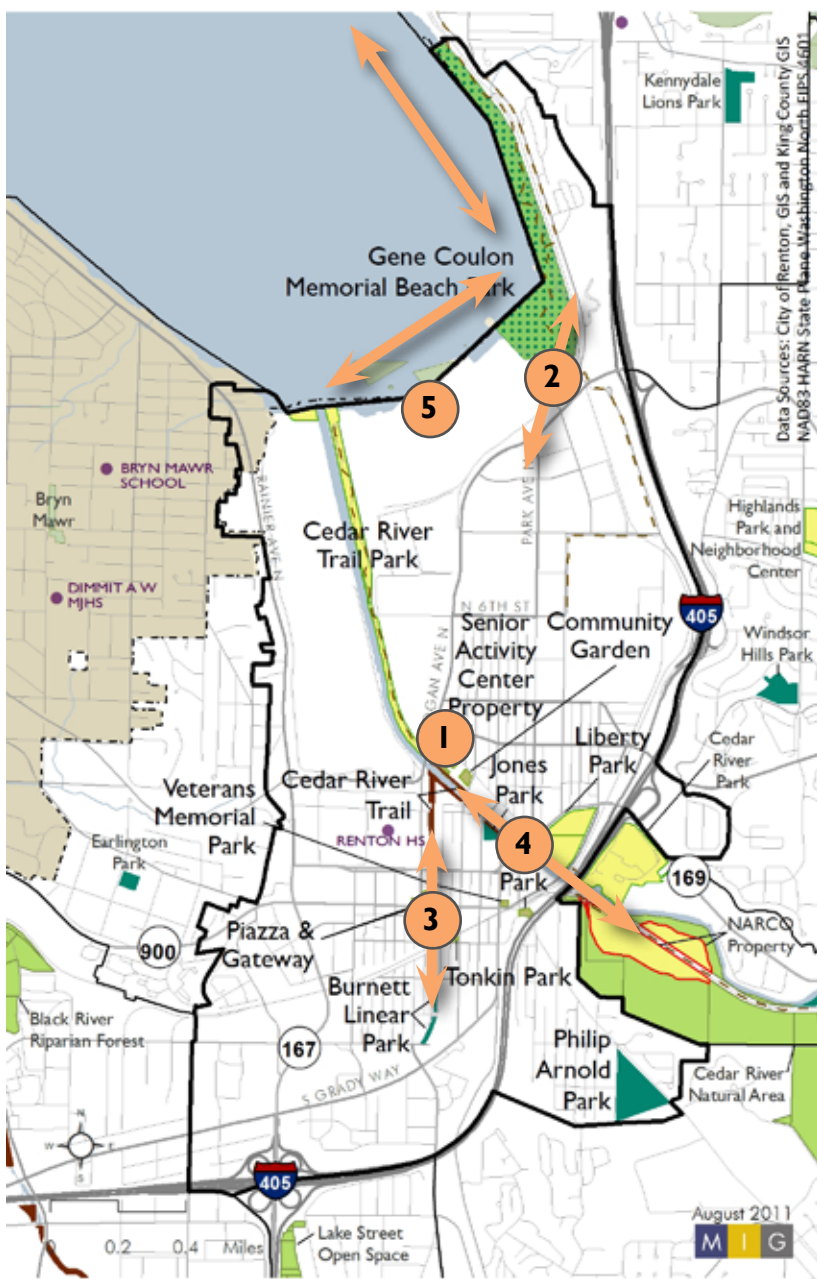 Kennydale
Lions Park
Data Sources: City of Renton, GIS and King County GIS
NAD83 HARN State Plane Washington North FIPS 4601
Gene Coulon
Memorial Beach Park
2
5
BRYN MAWR
SCHOOL
Bryn
Mawr
RAINIER AVE N
PARK AVE N
Highlands
Park and
Neighborhood
Center
Cedar River
Trail Park
DIMMIT A W
MJHS
N 6TH ST
405
Senior
Activity
Center
Property
Community
Garden
Windsor
Hills Park
GAN AVE N
1
Liberty
Park
Cedar
River
Park
Jones
Park
Cedar River
Trail
Veterans
Memorial
Park
RENTON HS
Earlington
Park
4
Park
169
3
NARCO
Property
900
Piazza &
Gateway
Tonkin Park
Burnett
Linear
Park
Black River
Riparian Forest
167
Philip
Arnold
Park
Cedar River
Natural Area
S GRADY WAY
N
W E
S
405
August 2011
M I G
0 0.2 0.4 Miles
Lake Street
Open Space